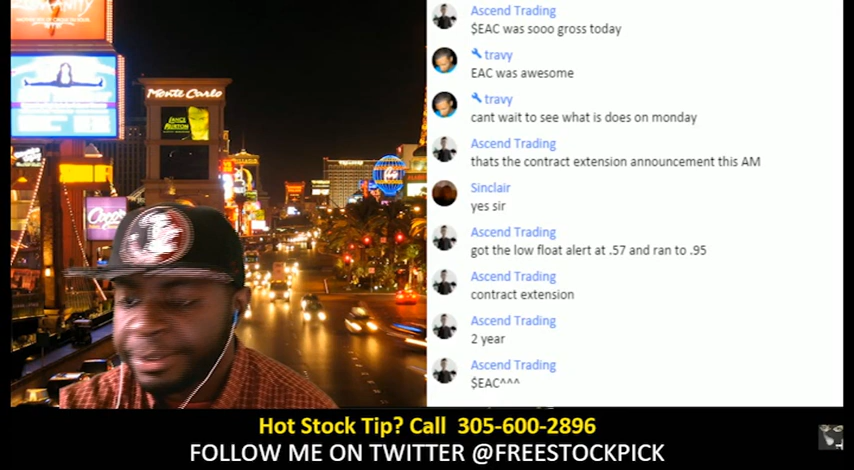 MONTE CARLO
Ascend Trading
$EAC was sooo gross today
travy
EAC was awesome
travy
cant wait to see what is does on monday
Ascend Trading
thats the contract extension announcement this AM
Sinclair
yes sir
Ascend Trading
got the low float alert at .57 and ran to .95
Ascend Trading
contract extension
Ascend Trading
2 year
Ascend Trading
$EAC^^^
Hot Stock Tip? Call 305-600-2896
FOLLOW ME ON TWITTER @FREESTOCKPICK